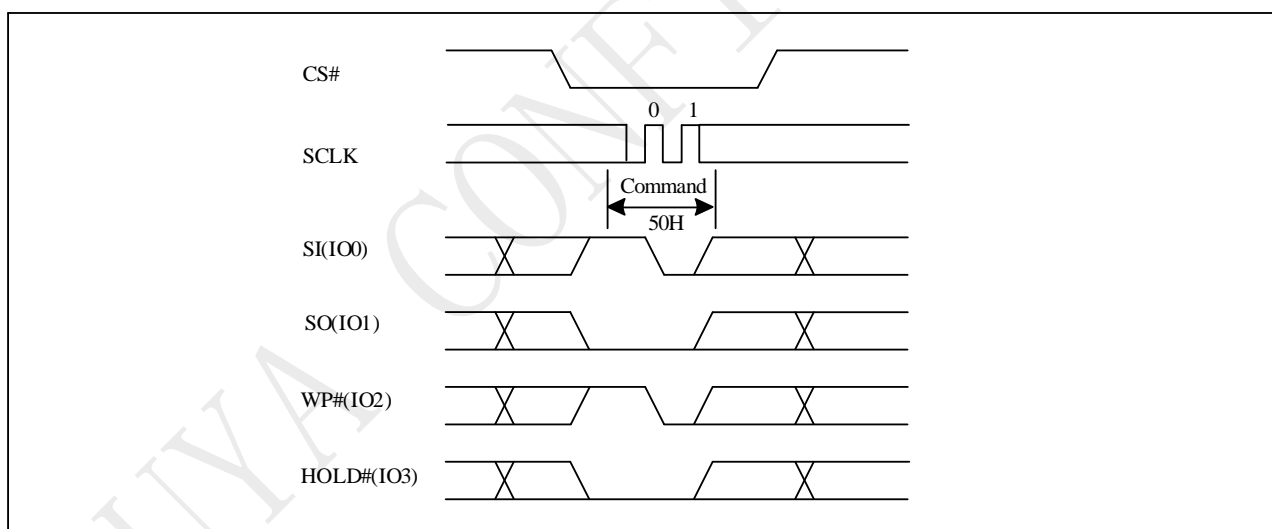 CS#
0 1
SCLK
Command
50H
SI(IO0)
SO(IO1)
WP#(IO2)
HOLD#(IO3)